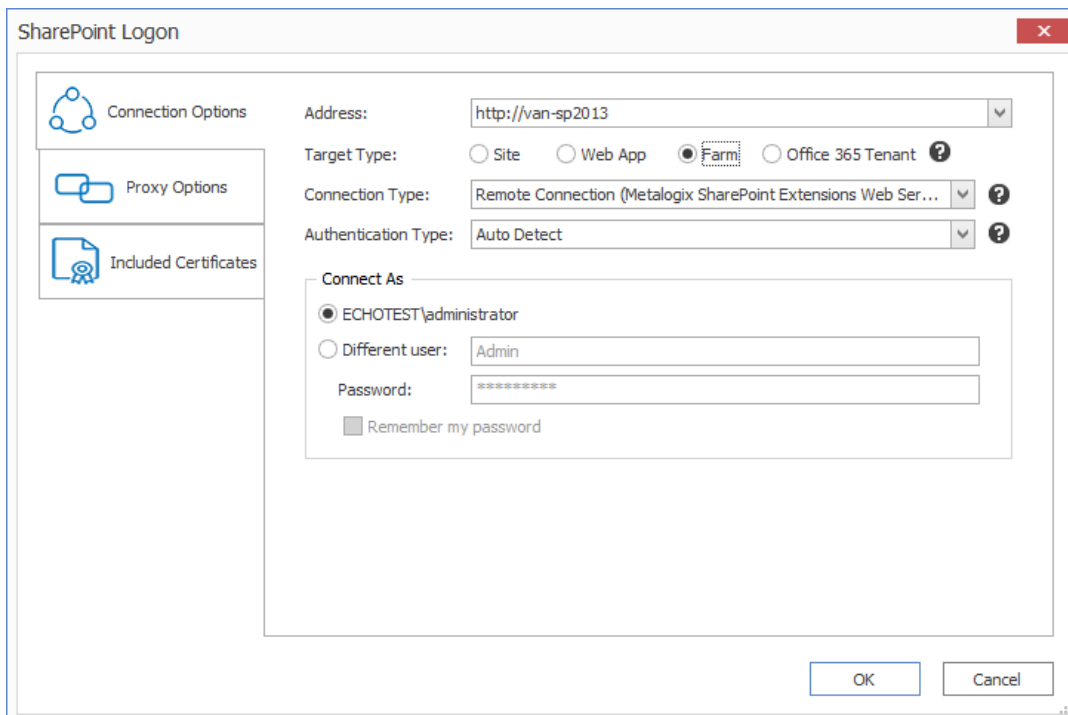 SharePoint Logon
Connection Options
Proxy Options
Included Certificates
Address: http://van-sp2013
Target Type: Site Web App Farm Office 365 Tenant ?
Connection Type: Remote Connection (Metalogix SharePoint Extensions Web Ser... ?
Authentication Type: Auto Detect ?
Connect As
ECHOTEST\administrator
Different user: Admin
Password: *********
Remember my password
OK Cancel